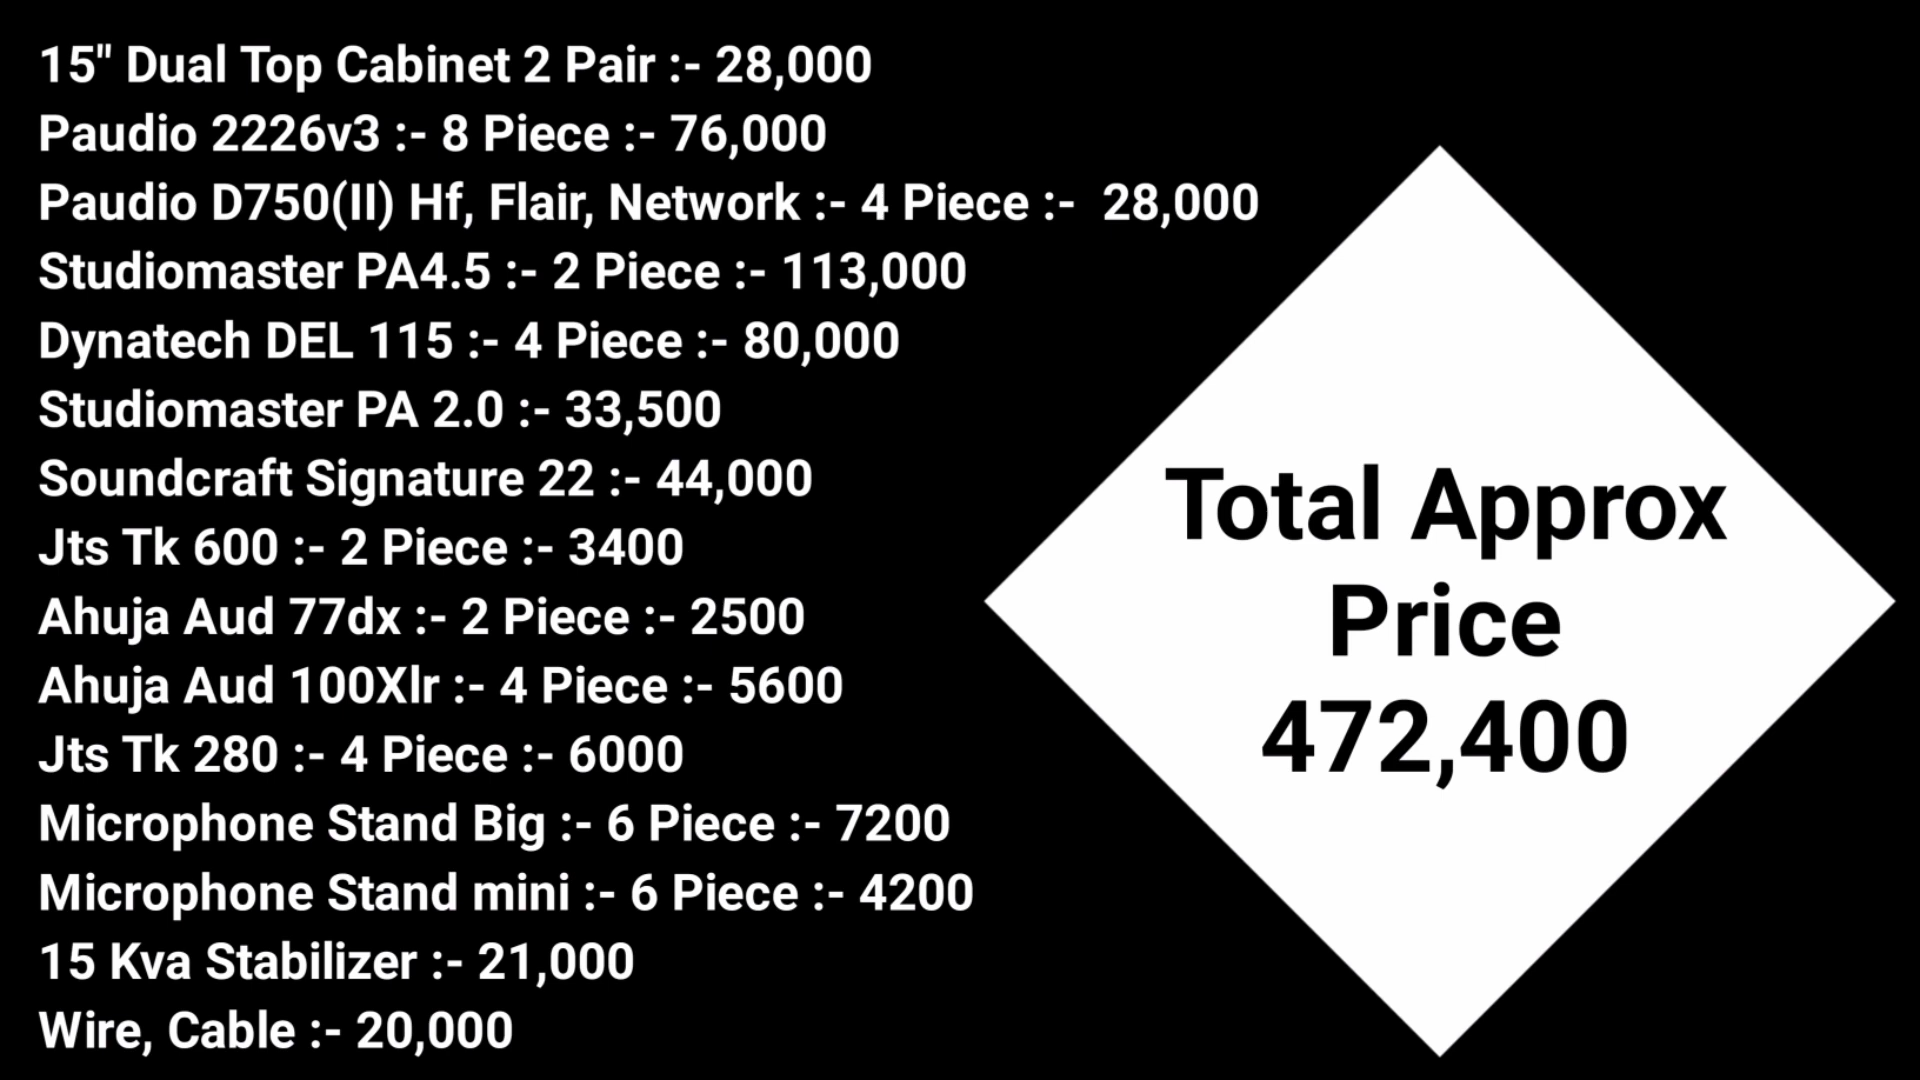 15" Dual Top Cabinet 2 Pair :- 28,000
Paudio 2226v3 :- 8 Piece :- 76,000
Paudio D750(II) Hf, Flair, Network :- 4 Piece :- 28,000
Studiomaster PA4.5 :- 2 Piece :- 113,000
Dynatech DEL 115 :- 4 Piece :- 80,000
Studiomaster PA 2.0 :- 33,500
Soundcraft Signature 22 :- 44,000
Jts Tk 600 :- 2 Piece :- 3400
Ahuja Aud 77dx :- 2 Piece :- 2500
Ahuja Aud 100Xlr :- 4 Piece :- 5600
Jts Tk 280 :- 4 Piece :- 6000
Microphone Stand Big :- 6 Piece :- 7200
Microphone Stand mini :- 6 Piece :- 4200
15 Kva Stabilizer :- 21,000
Wire, Cable :- 20,000
Total Approx
Price
472,400